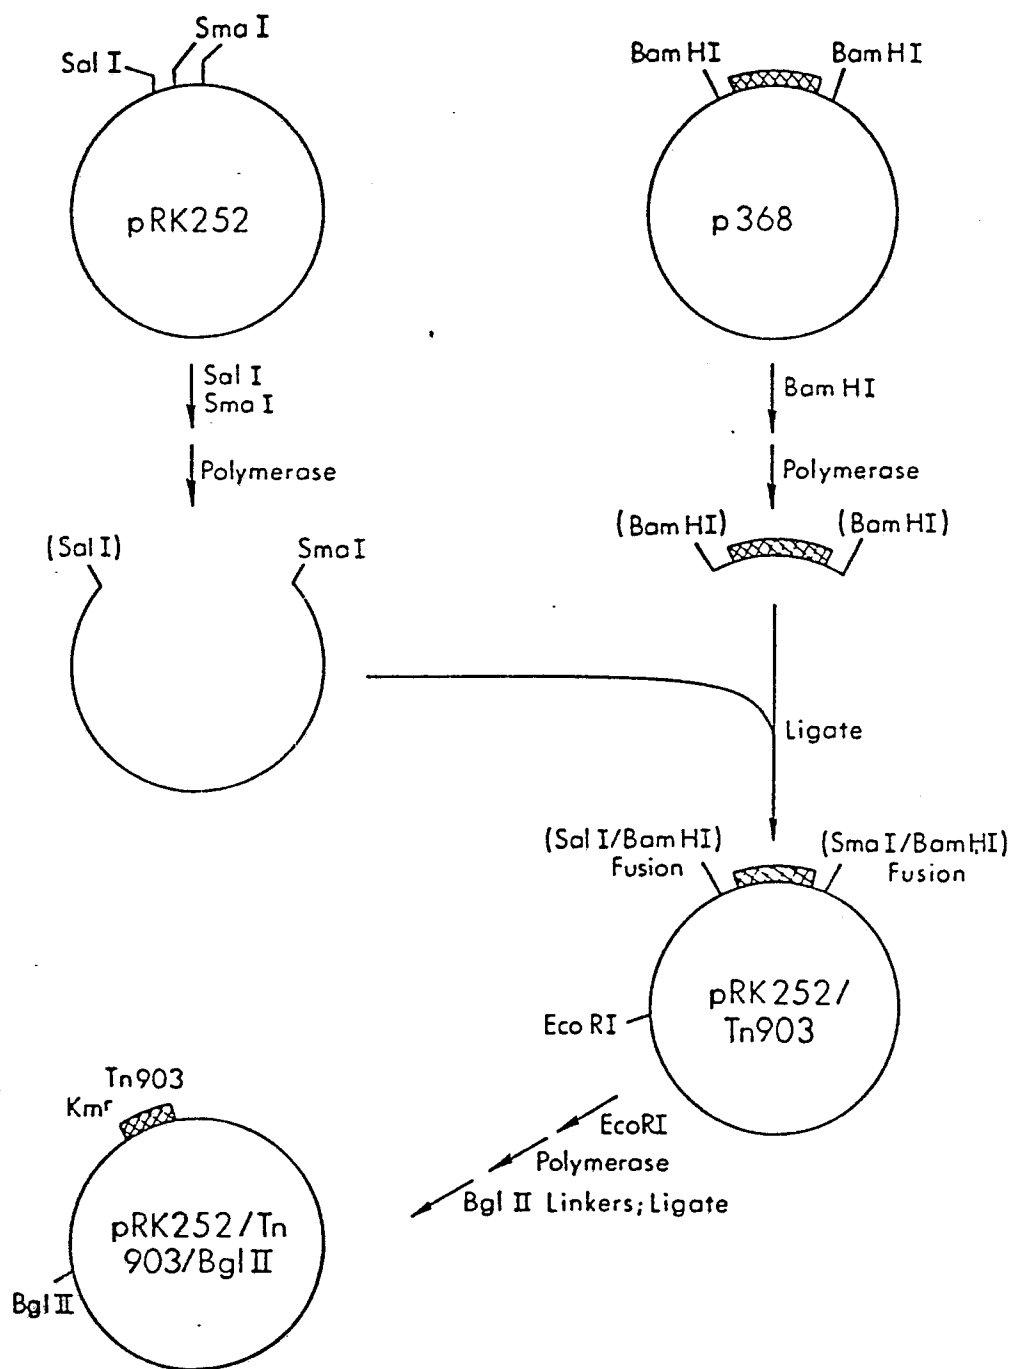 Sma I
Sal I
pRK252
Sal I
Sma I
Polymerase
(Sal I)
Sma I
Bam HI
Bam HI
p368
Bam HI
Polymerase
(Bam HI)
(Bam HI)
Ligate
(Sal I/Bam HI)
Fusion
(Sma I/Bam HI)
Fusion
pRK252/
Tn903
Eco RI
EcoRI
Polymerase
Bgl II Linkers; Ligate
Tn903
Kmr
pRK252/Tn
903/Bgl II
Bgl II